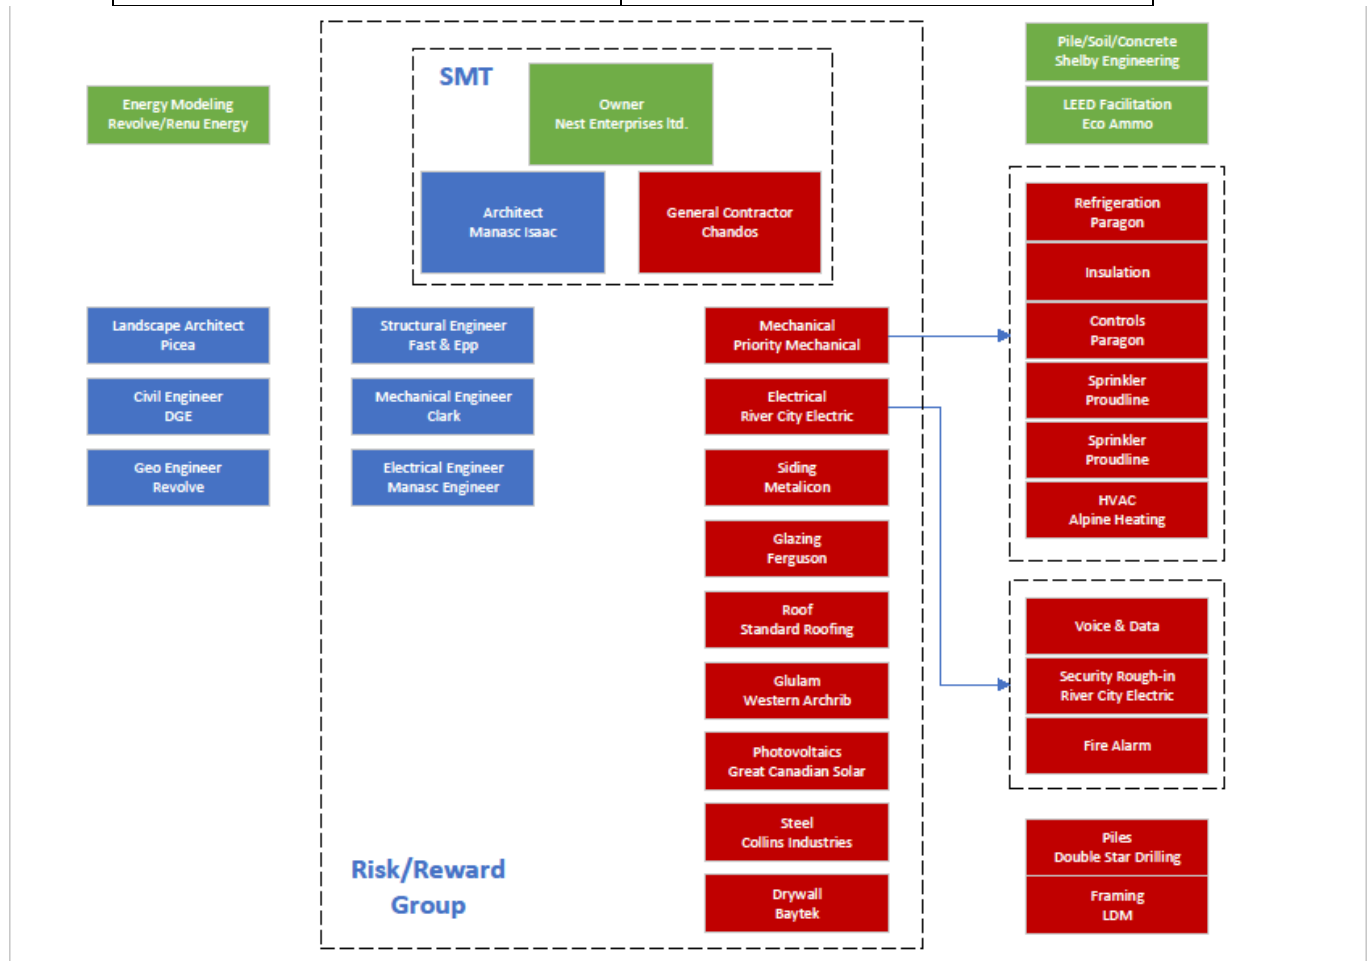 SMT
Owner
Nest Enterprises ltd.
Architect
Manasc Isaac
General Contractor
Chandos
Energy Modeling
Revolve/Renu Energy
Landscape Architect
Picea
Civil Engineer
DGE
Geo Engineer
Revolve
Structural Engineer
Fast & Epp
Mechanical Engineer
Clark
Electrical Engineer
Manasc Engineer
Risk/Reward
Group
Mechanical
Priority Mechanical
Electrical
River City Electric
Siding
Metalicon
Glazing
Ferguson
Roof
Standard Roofing
Glulam
Western Archrib
Photovoltaics
Great Canadian Solar
Steel
Collins Industries
Drywall
Baytek
Pile/Soil/Concrete
Shelby Engineering
LEED Facilitation
Eco Ammo
Refrigeration
Paragon
Insulation
Controls
Paragon
Sprinkler
Proudline
Sprinkler
Proudline
HVAC
Alpine Heating
Voice & Data
Security Rough-in
River City Electric
Fire Alarm
Piles
Double Star Drilling
Framing
LDM